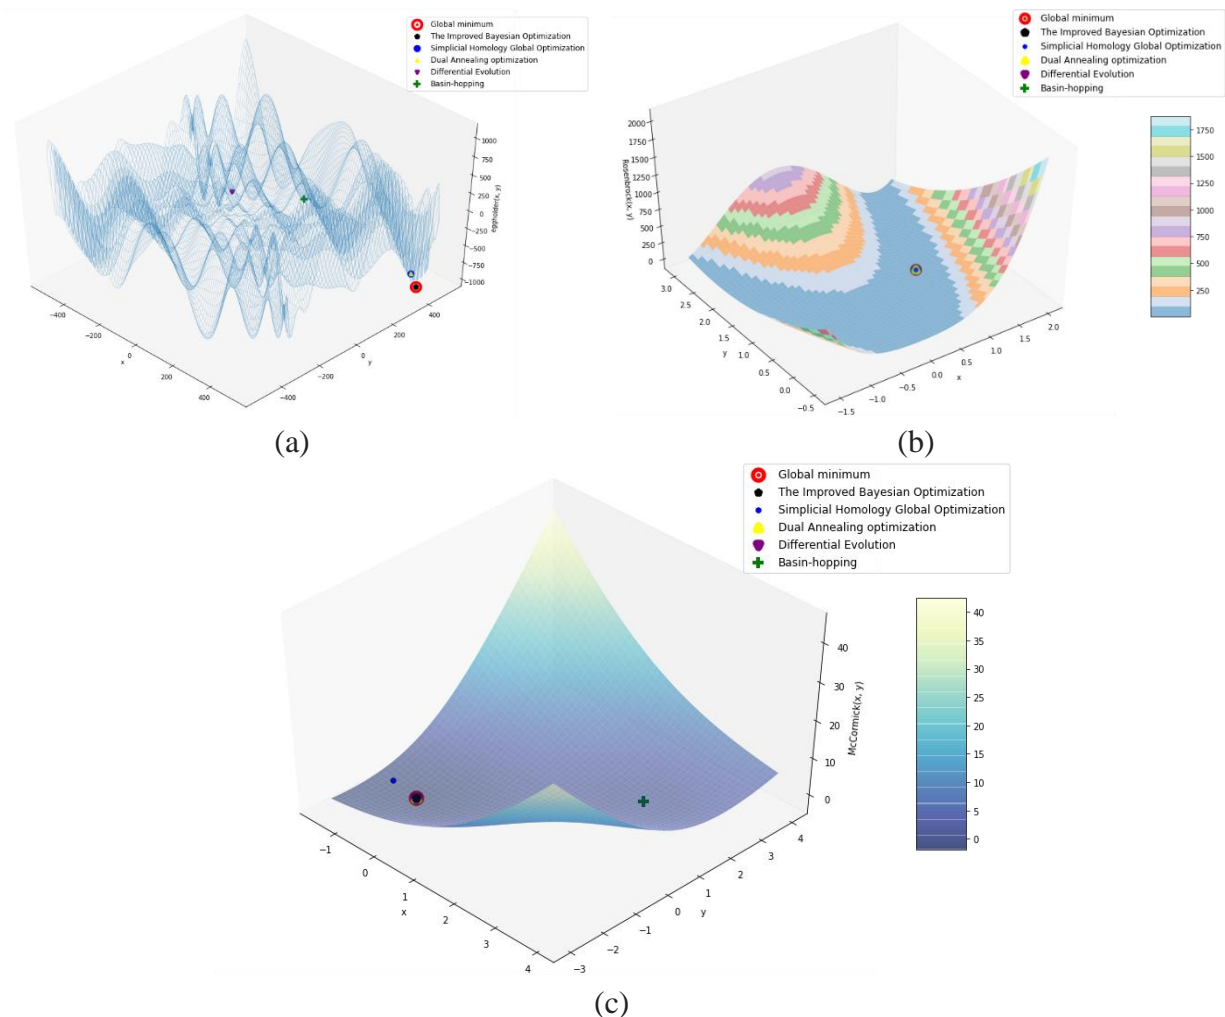 Global minimum
The Improved Bayesian Optimization
Simplicial Homology Global Optimization
Dual Annealing optimization
Differential Evolution
Basin-hopping
1000
750
500
250
0
−250
−500
−750
−1000
eggholder(x, y)
−400
−200
0
200
400
x
−400
−200
0
200
400
y
(a)
Global minimum
The Improved Bayesian Optimization
Simplicial Homology Global Optimization
Dual Annealing optimization
Differential Evolution
Basin-hopping
2000
1750
1500
1250
1000
750
500
250
0
Rosenbrock(x, y)
3.0
2.5
2.0
1.5
1.0
0.5
0.0
−0.5
y
−1.5
−1.0
−0.5
0.0
0.5
1.0
1.5
2.0
x
1750
1500
1250
1000
750
500
250
(b)
Global minimum
The Improved Bayesian Optimization
Simplicial Homology Global Optimization
Dual Annealing optimization
Differential Evolution
Basin-hopping
40
30
20
10
0
McCormick(x, y)
−1
0
1
2
3
4
x
−3
−2
−1
0
1
2
3
4
y
40
35
30
25
20
15
10
5
0
(c)